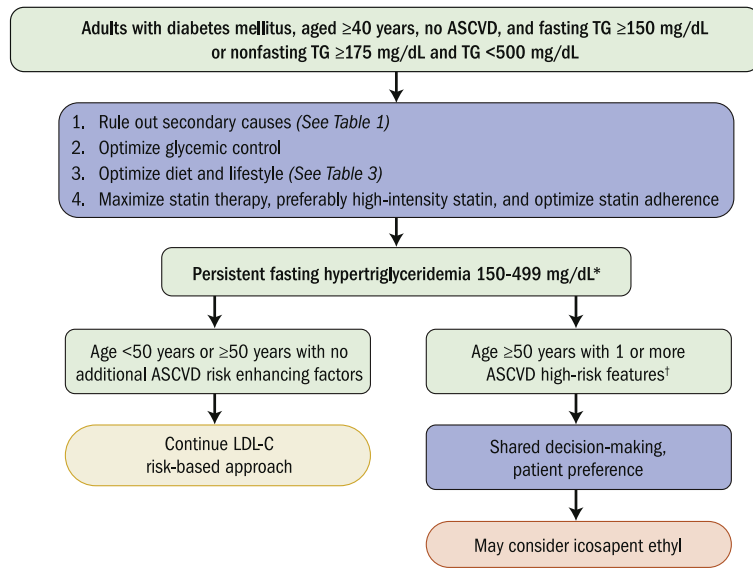 Adults with diabetes mellitus, aged ≥40 years, no ASCVD, and fasting TG ≥150 mg/dL
or nonfasting TG ≥175 mg/dL and TG <500 mg/dL
1. Rule out secondary causes (See Table 1)
2. Optimize glycemic control
3. Optimize diet and lifestyle (See Table 3)
4. Maximize statin therapy, preferably high-intensity statin, and optimize statin adherence
Persistent fasting hypertriglyceridemia 150-499 mg/dL*
Age <50 years or ≥50 years with no
additional ASCVD risk enhancing factors
Continue LDL-C
risk-based approach
Age ≥50 years with 1 or more
ASCVD high-risk features†
Shared decision-making,
patient preference
May consider icosapent ethyl